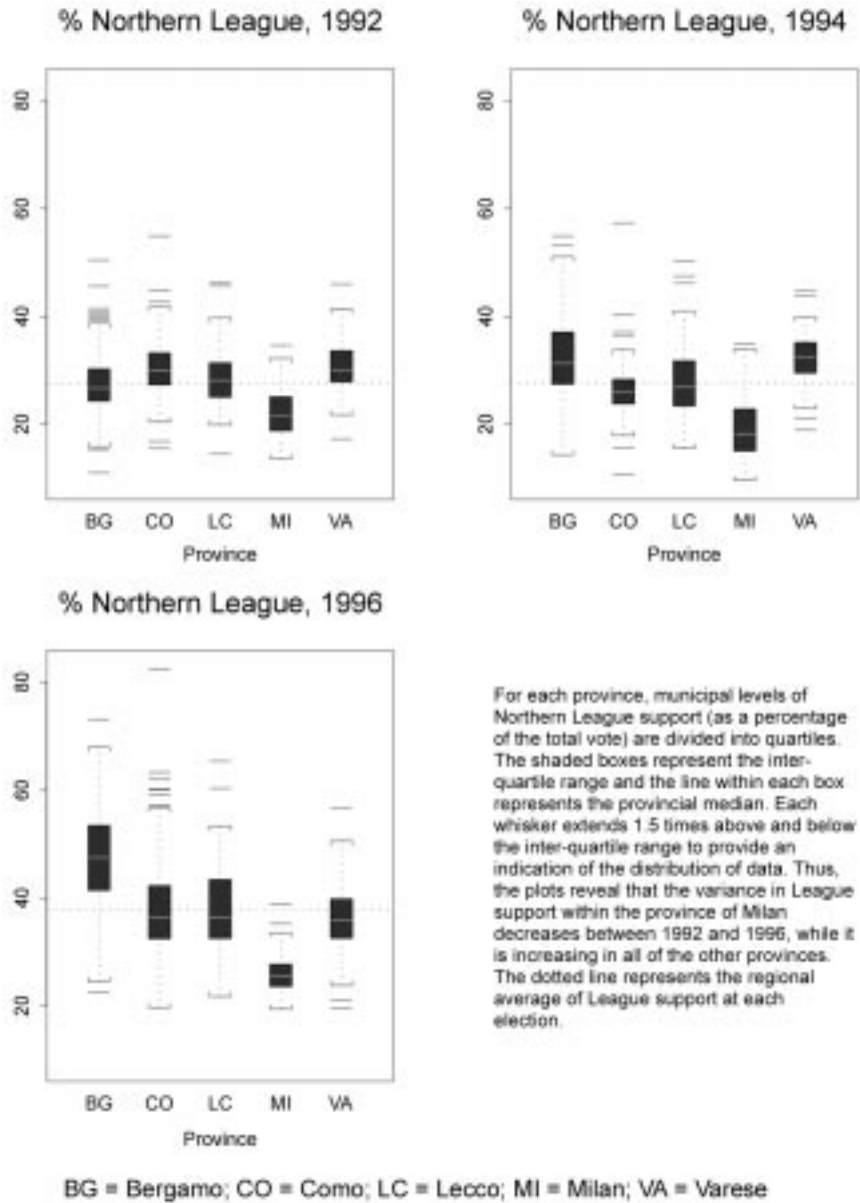 % Northern League, 1992
80
60
40
20
BG CO LC MI VA
Province
% Northern League, 1994
80
60
40
20
BG CO LC MI VA
Province
% Northern League, 1996
80
60
40
20
BG CO LC MI VA
Province
For each province, municipal levels of
Northern League support (as a percentage
of the total vote) are divided into quartiles.
The shaded boxes represent the inter-
quartile range and the line within each box
represents the provincial median. Each
whisker extends 1.5 times above and below
the inter-quartile range to provide an
indication of the distribution of data. Thus,
the plots reveal that the variance in League
support within the province of Milan
decreases between 1992 and 1996, while it
is increasing in all of the other provinces.
The dotted line represents the regional
average of League support at each
election.
BG = Bergamo; CO = Como; LC = Lecco; MI = Milan; VA = Varese